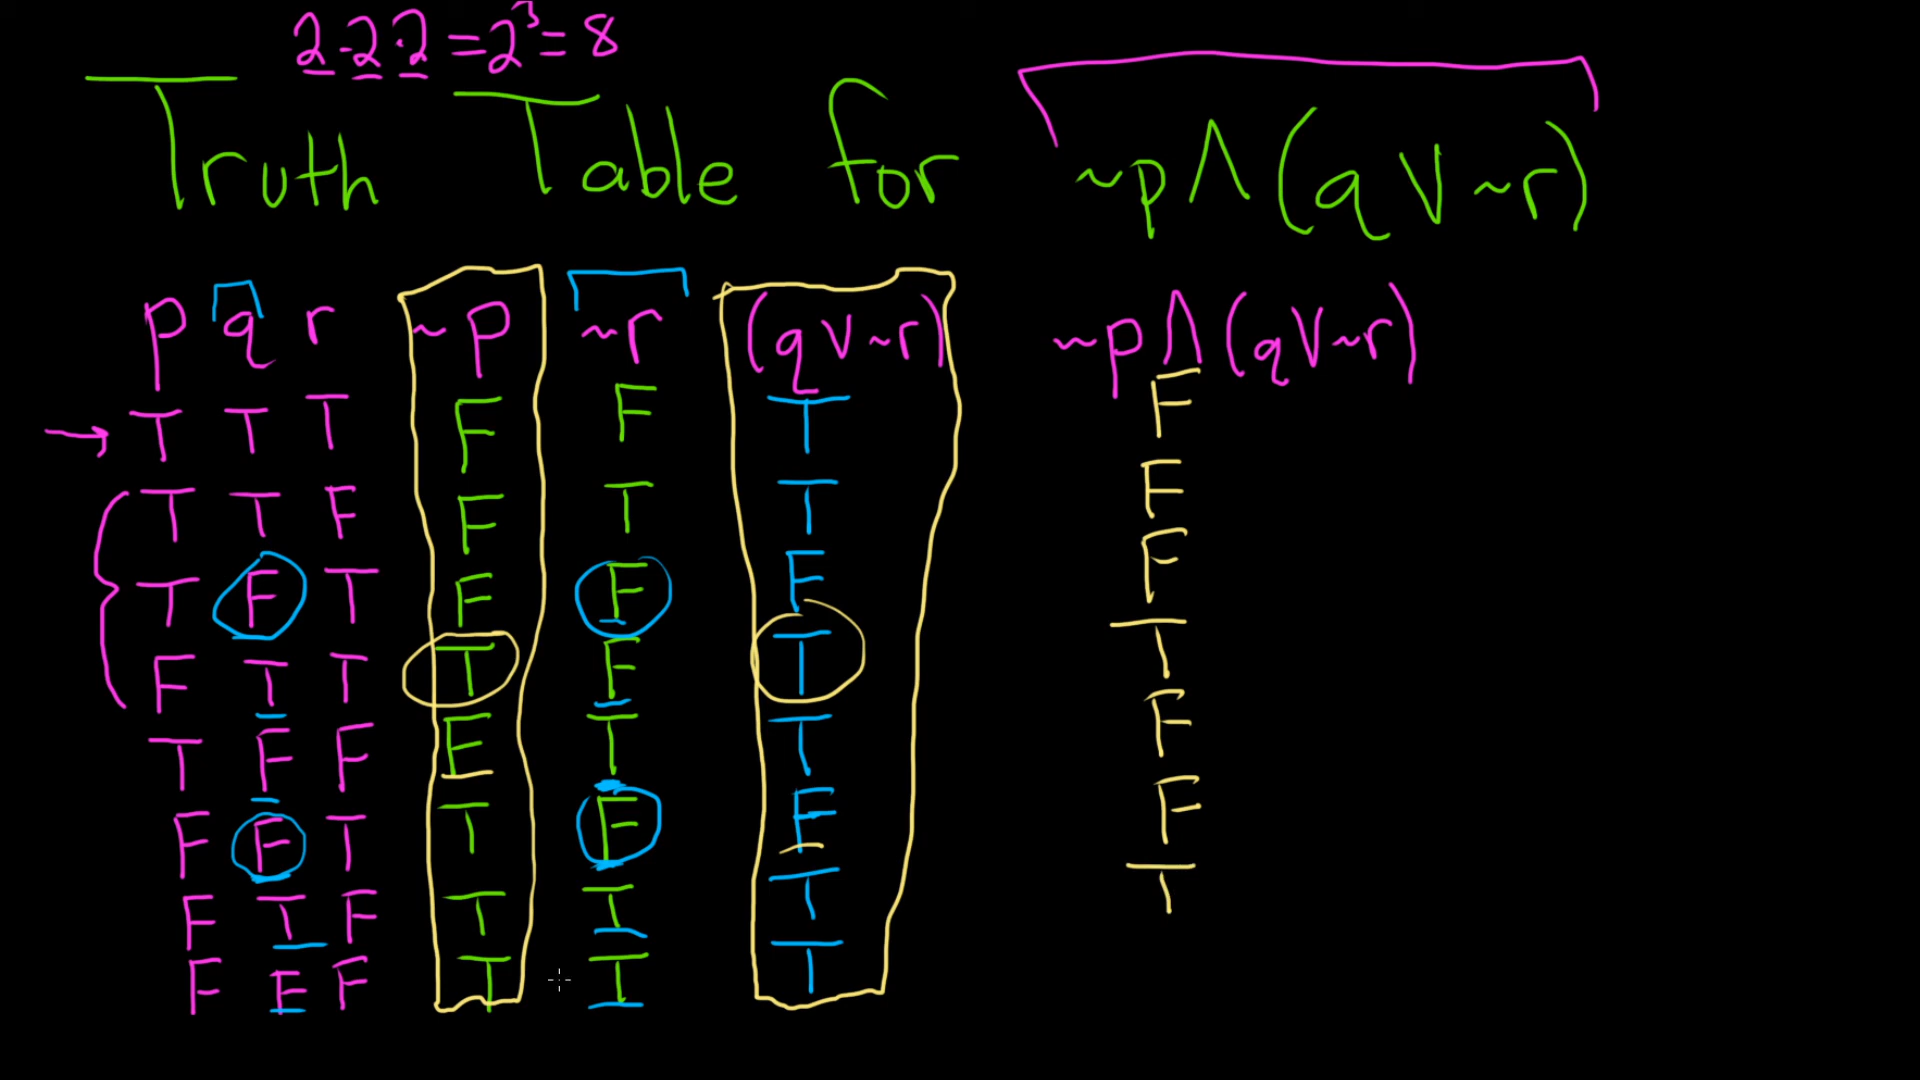 2·2·2=2³=8
Truth Table for ~p∧(q∨~r)
p q r ~p ~r (q∨~r) ~p∧(q∨~r)
→ T T T F F T F
T T F F T T F
T F T F F F F
F T T T F T T
T F F F T T F
F F T T F F F
F T F T T T T
F F F T T T